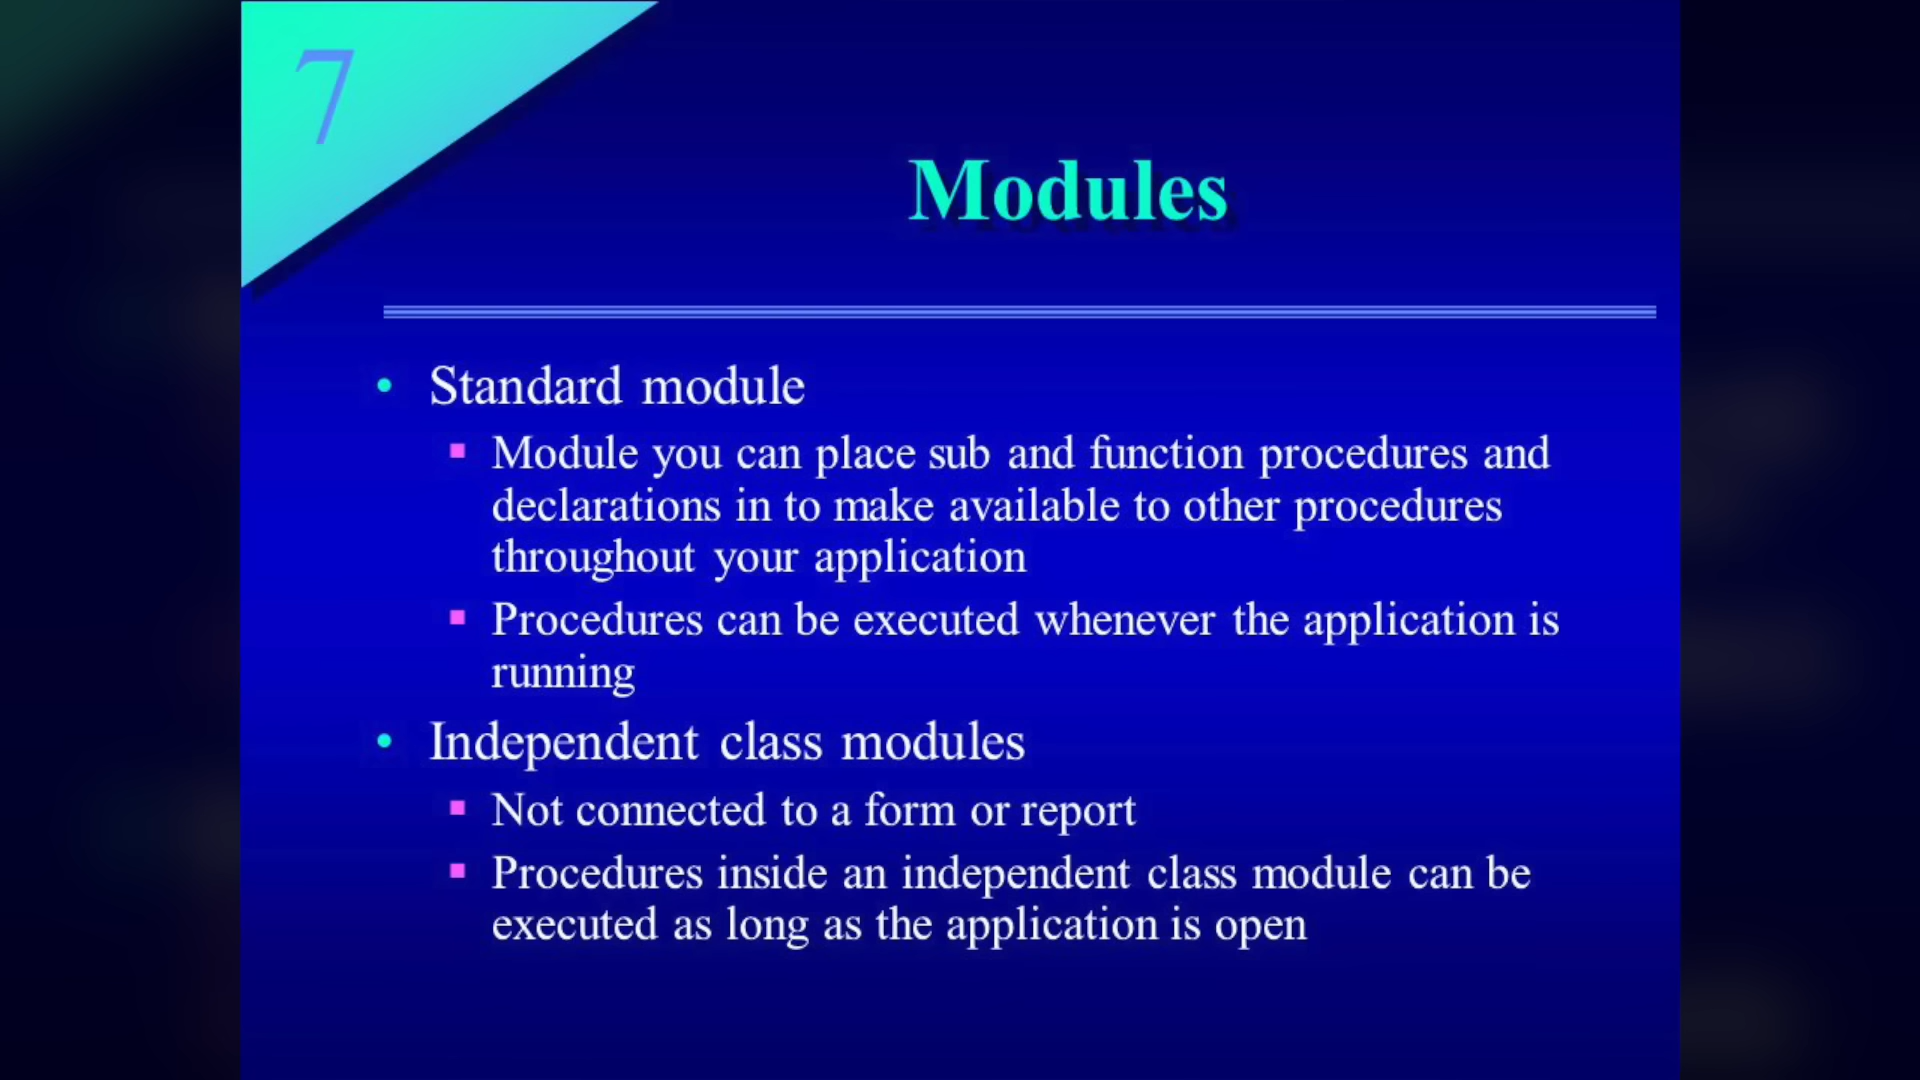 7
Modules
• Standard module
▪ Module you can place sub and function procedures and
declarations in to make available to other procedures
throughout your application
▪ Procedures can be executed whenever the application is
running
• Independent class modules
▪ Not connected to a form or report
▪ Procedures inside an independent class module can be
executed as long as the application is open